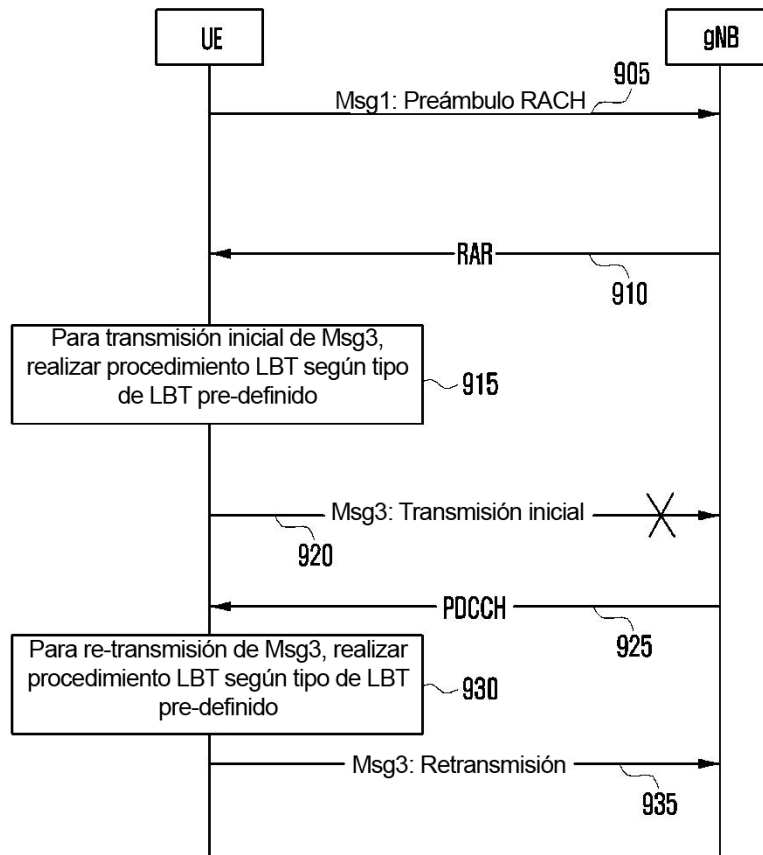 UE
gNB
905
Msg1: Preámbulo RACH
RAR
910
Para transmisión inicial de Msg3,
realizar procedimiento LBT según tipo
de LBT pre-definido
915
Msg3: Transmisión inicial
920
PDCCH
925
Para re-transmisión de Msg3, realizar
procedimiento LBT según tipo de LBT
pre-definido
930
Msg3: Retransmisión
935